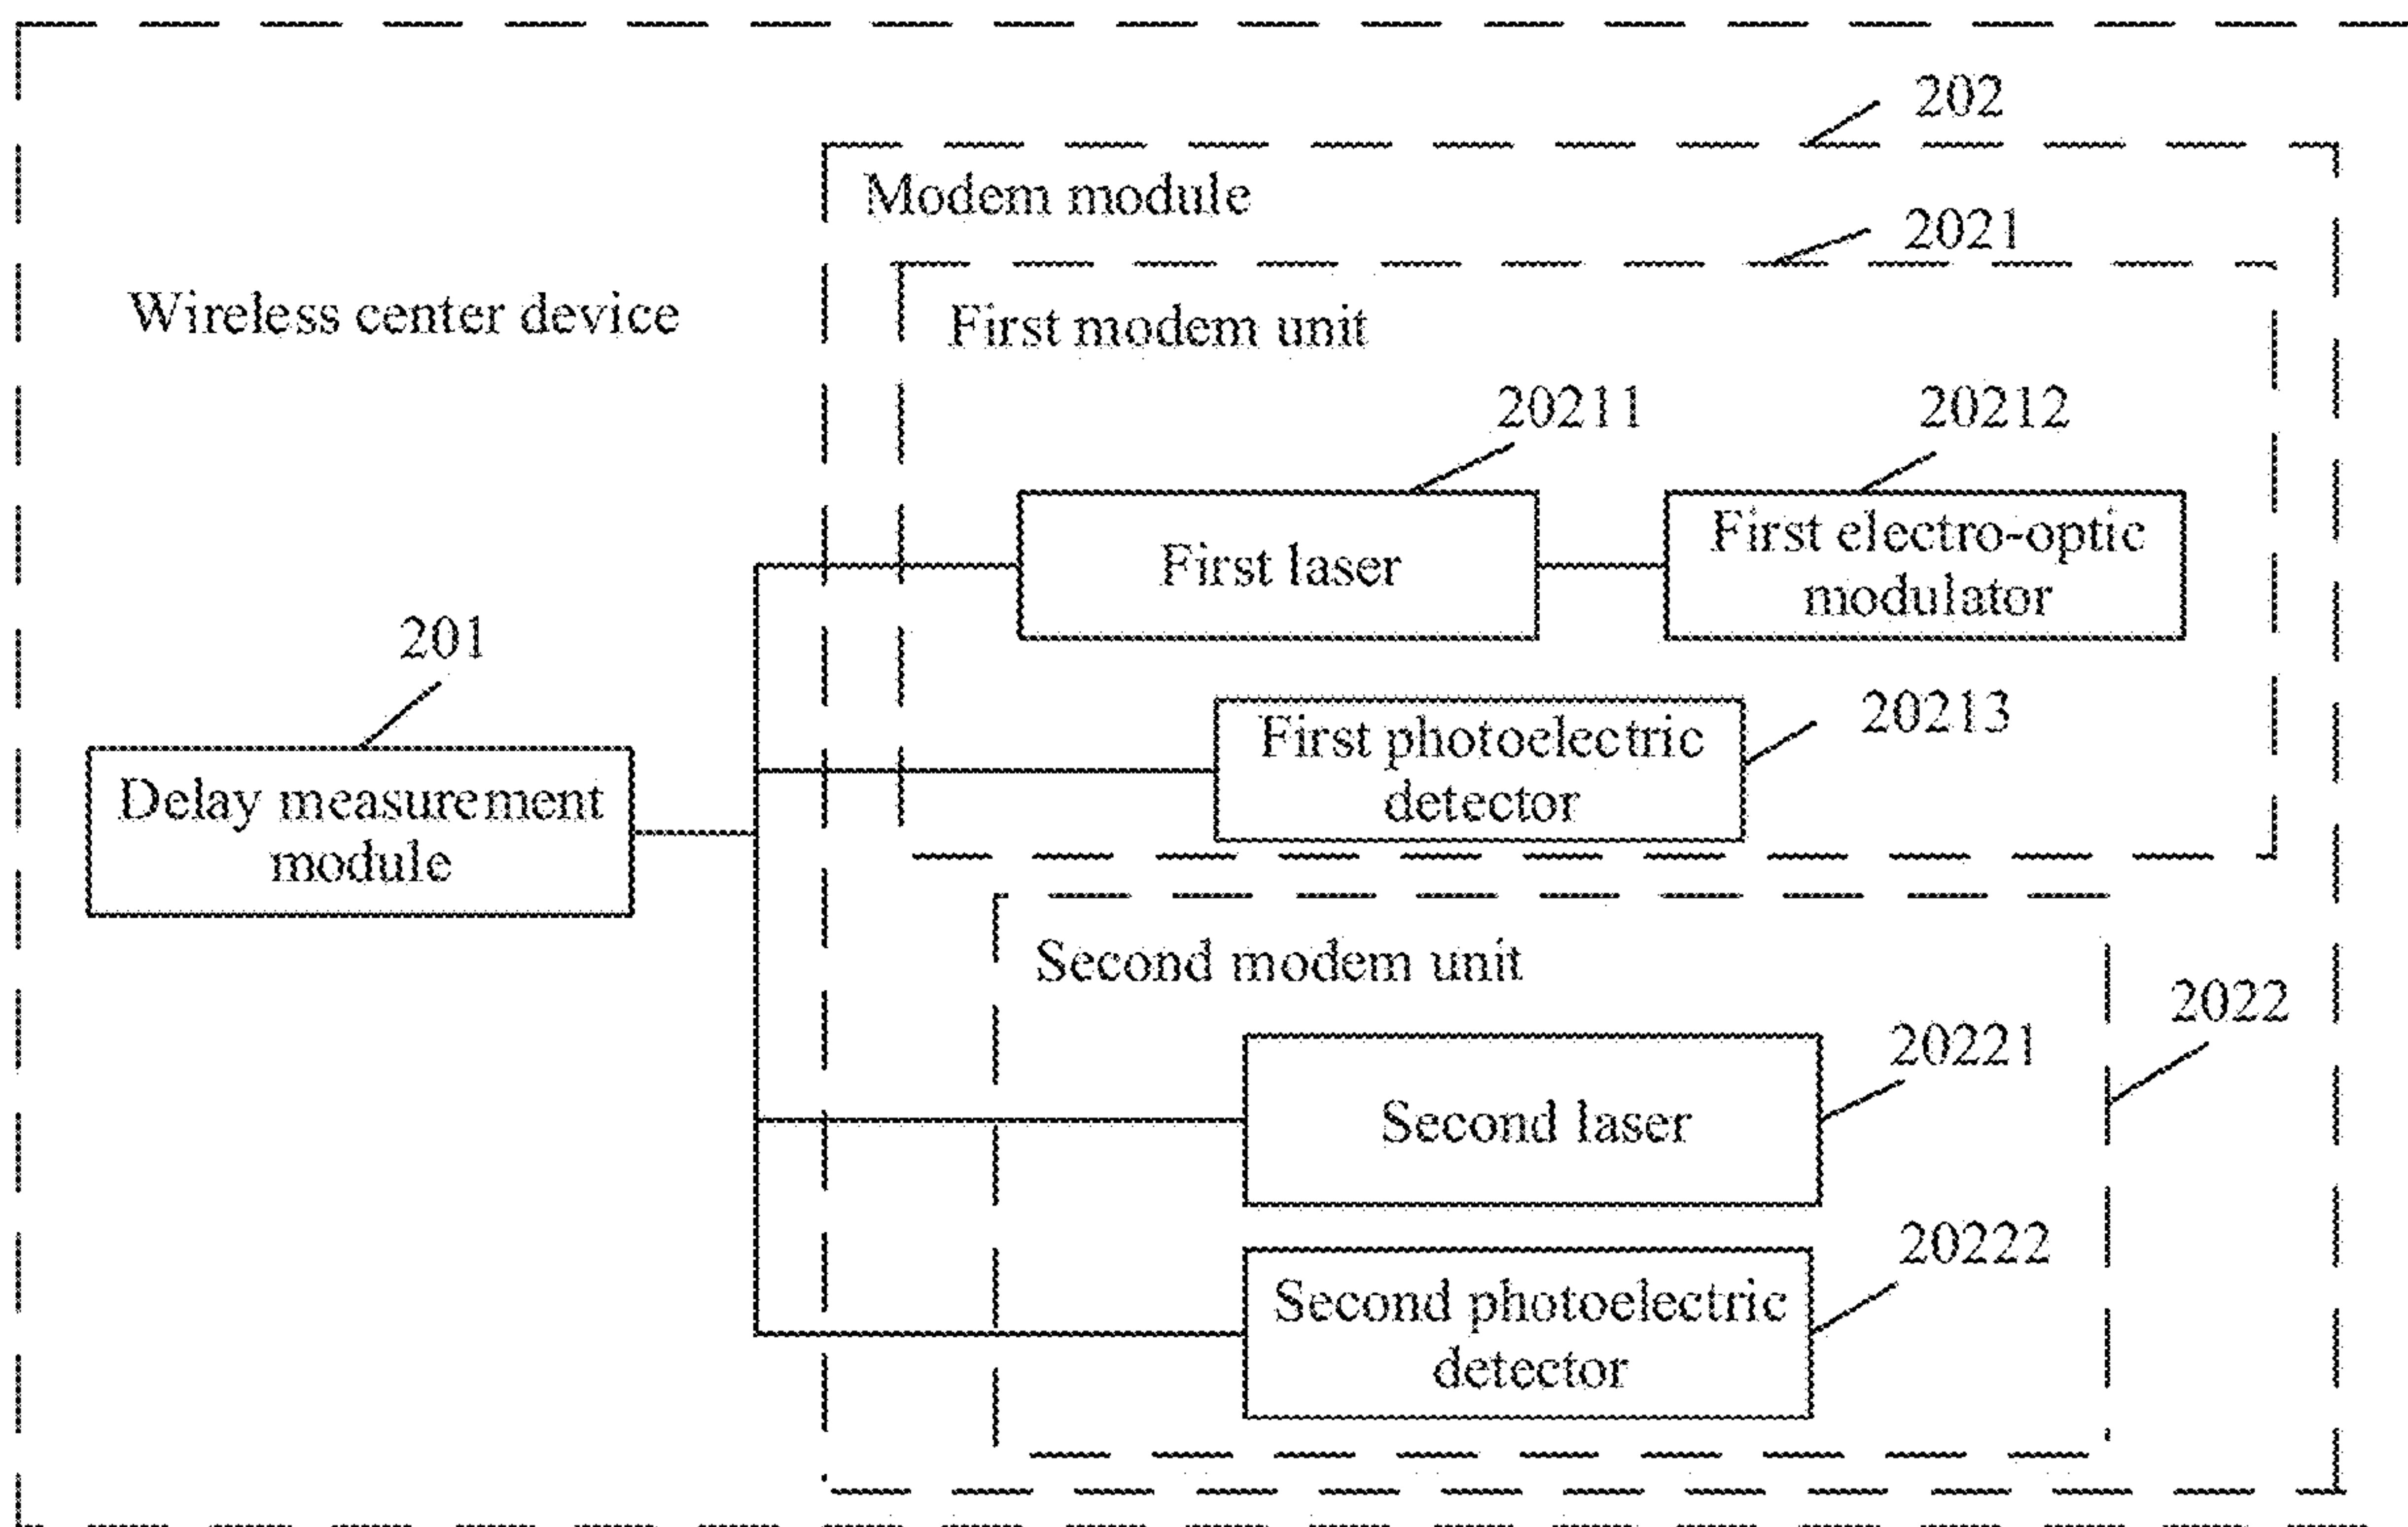 202
Modem module
2021
Wireless center device
First modem unit
20211
20212
First laser
First electro-optic
modulator
201
20213
First photoelectric
detector
Delay measurement
module
Second modem unit
2022
20221
Second laser
20222
Second photoelectric
detector